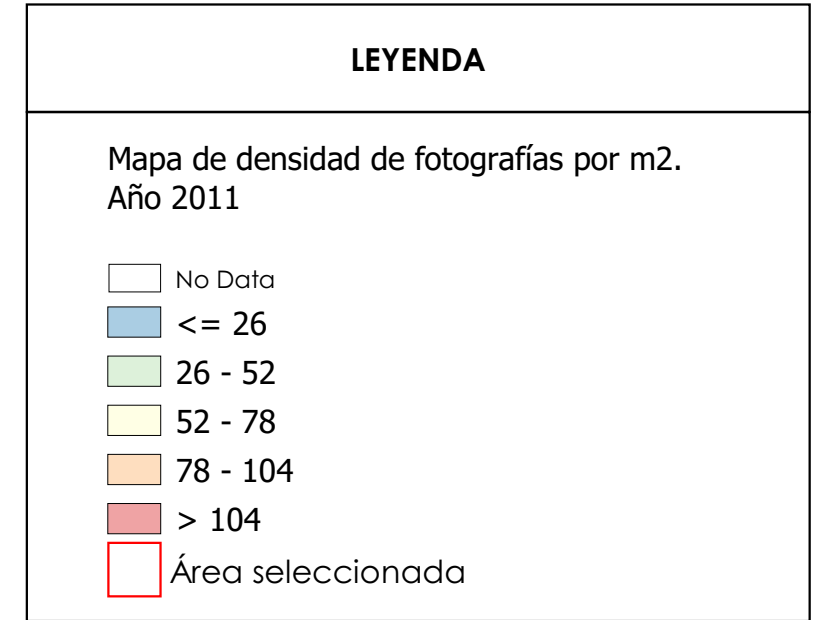 LEYENDA
Mapa de densidad de fotografías por m2.
Año 2011
No Data
<= 26
26 - 52
52 - 78
78 - 104
> 104
Área seleccionada